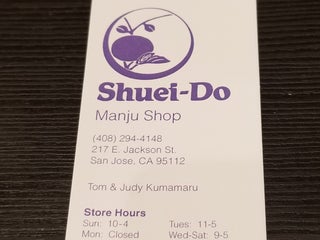 Shuei-Do
Manju Shop
(408) 294-4148
217 E. Jackson St.
San Jose, CA 95112
Tom & Judy Kumamaru
Store Hours
Sun: 10-4 Tues: 11-5
Mon: Closed Wed-Sat: 9-5